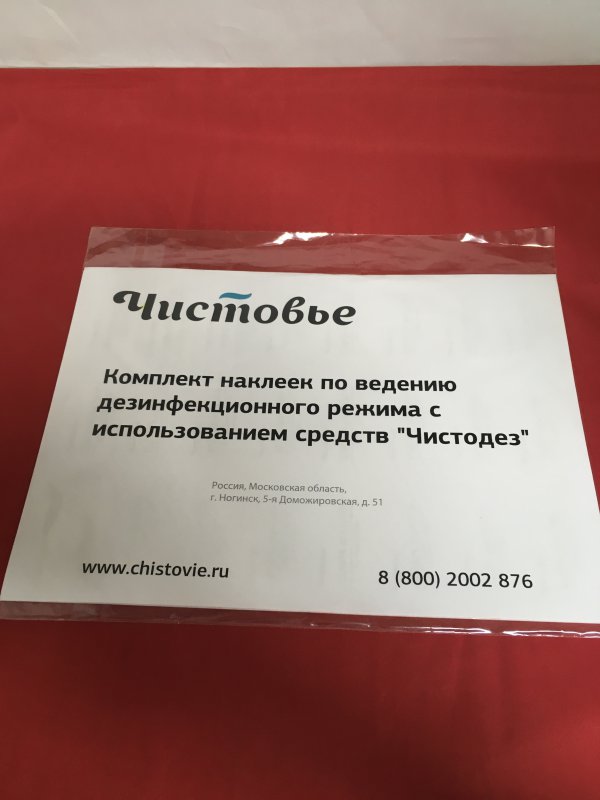 Чистовье
Комплект наклеек по ведению
дезинфекционного режима с
использованием средств "Чистодез"
Россия, Московская область,
г. Ногинск, 5-я Доможировская, д. 51
www.chistovie.ru
8 (800) 2002 876